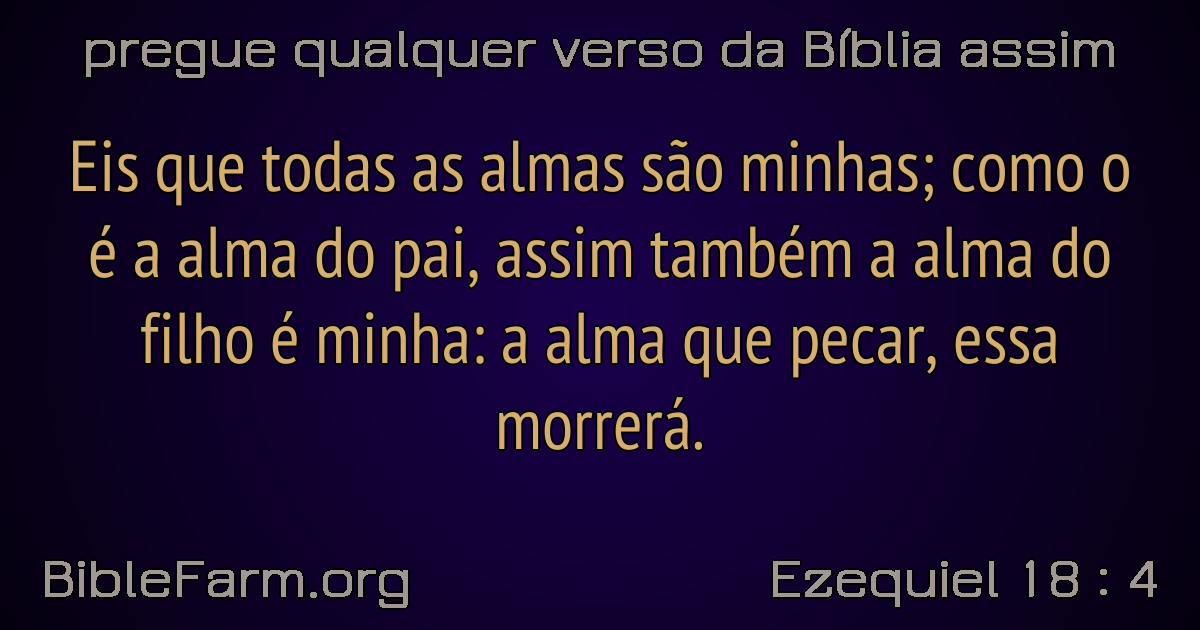 pregue qualquer verso da Bíblia assim
Eis que todas as almas são minhas; como o
é a alma do pai, assim também a alma do
filho é minha: a alma que pecar, essa
morrerá.
BibleFarm.org
Ezequiel 18 : 4